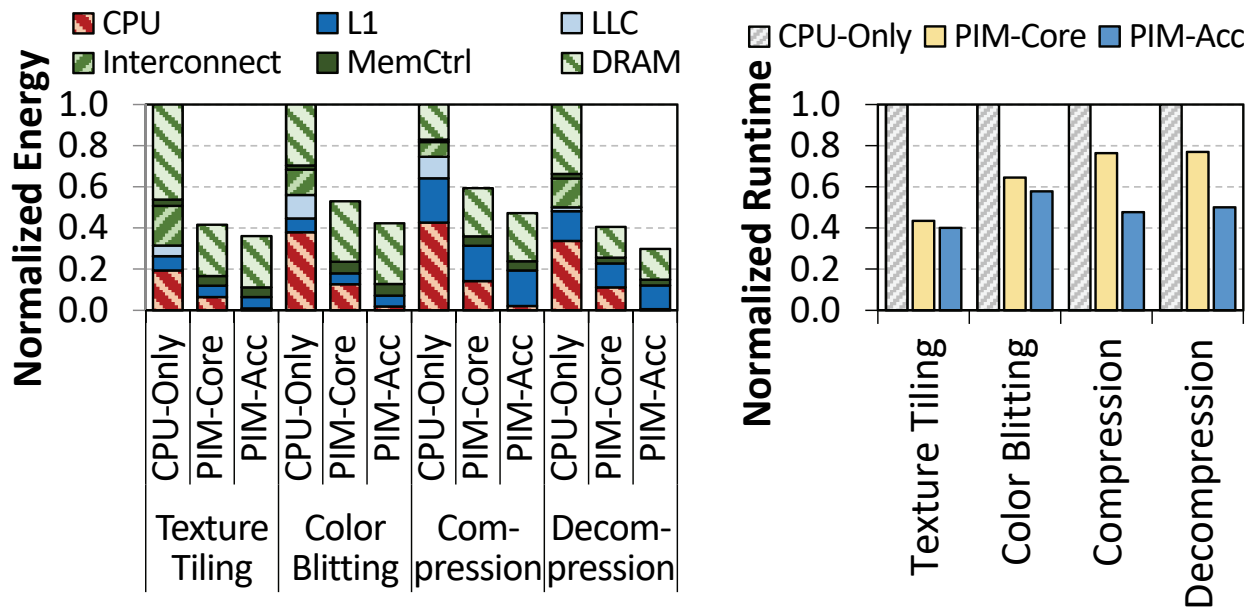 CPU L1 LLC
Interconnect MemCtrl DRAM
Normalized Energy
1.0
0.8
0.6
0.4
0.2
0.0
CPU-Only
PIM-Core
PIM-Acc
CPU-Only
PIM-Core
PIM-Acc
CPU-Only
PIM-Core
PIM-Acc
CPU-Only
PIM-Core
PIM-Acc
Texture
Tiling
Color
Blitting
Com-
pression
Decom-
pression
CPU-Only PIM-Core PIM-Acc
Normalized Runtime
1.0
0.8
0.6
0.4
0.2
0.0
Texture Tiling
Color Blitting
Compression
Decompression